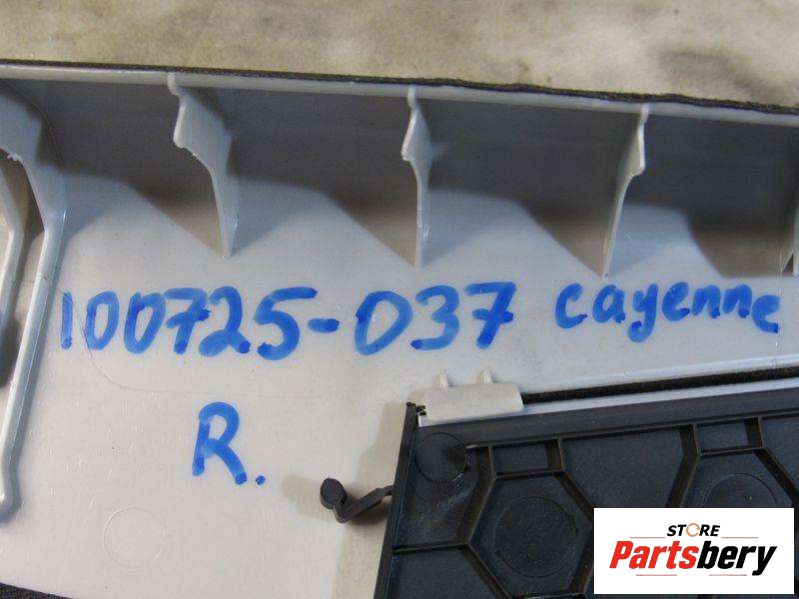 100725-037 cayenne
R.
STORE
Partsbery